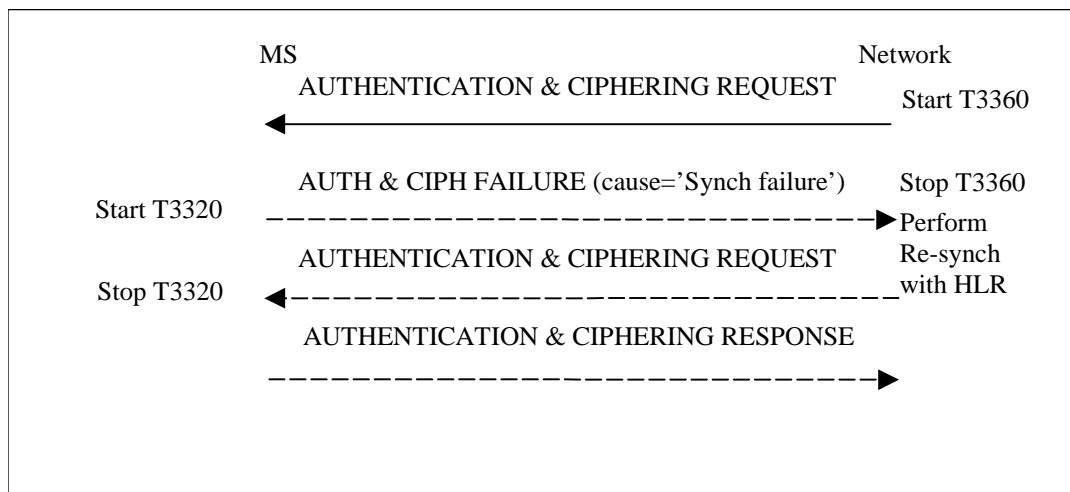 MS Network
AUTHENTICATION & CIPHERING REQUEST
Start T3360
AUTH & CIPH FAILURE (cause=’Synch failure’)
Stop T3360
Start T3320
Perform
Re-synch
with HLR
AUTHENTICATION & CIPHERING REQUEST
Stop T3320
AUTHENTICATION & CIPHERING RESPONSE